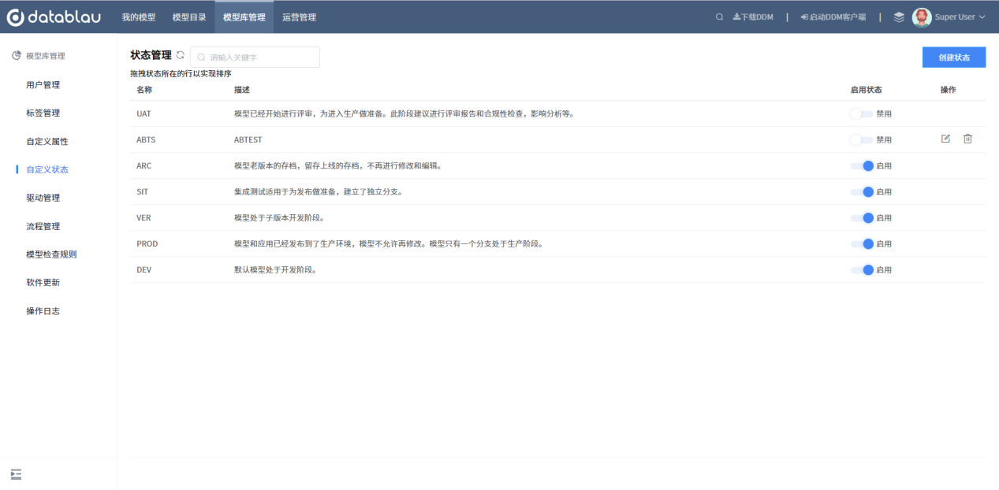 datablau 我的模型 模型目录 模型库管理 运营管理 下载DDM | 启动DDM客户端 | Super User
模型库管理
用户管理
标签管理
自定义属性
自定义状态
驱动管理
流程管理
模型检查规则
软件更新
操作日志
状态管理 请输入关键字 创建状态
拖拽状态所在的行以实现排序
名称 描述 启用状态 操作
UAT 模型已经开始进行评审，为进入生产做准备。此阶段建议进行评审报告和合规性检查，影响分析等。 禁用
ABTS ABTEST 禁用
ARC 模型老版本的存档，留存上线的存档，不再进行修改和编辑。 启用
SIT 集成测试适用于为发布做准备，建立了独立分支。 启用
VER 模型处于子版本开发阶段。 启用
PROD 模型和应用已经发布到了生产环境，模型不允许再修改。模型只有一个分支处于生产阶段。 启用
DEV 默认模型处于开发阶段。 启用